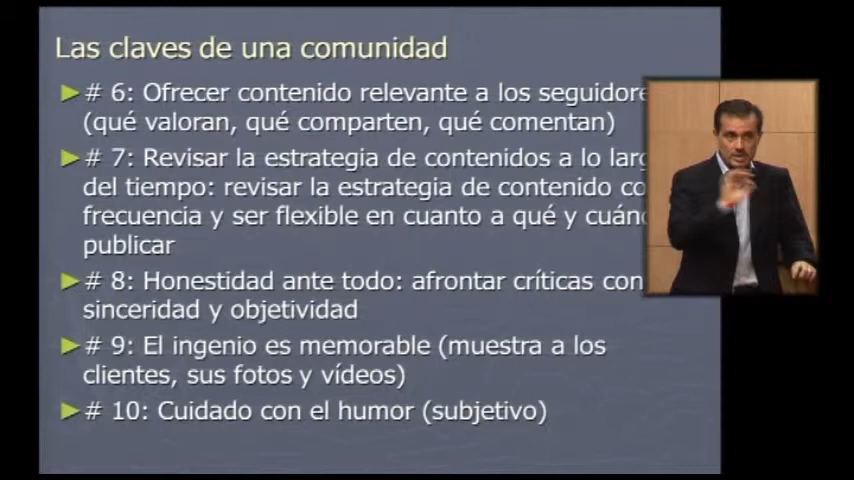 Las claves de una comunidad
# 6: Ofrecer contenido relevante a los
(qué valoran, qué comparten, qué comentan)
# 7: Revisar la estrategia de contenidos a lo
del tiempo: revisar la estrategia de contenido
frecuencia y ser flexible en cuanto a qué y
publicar
# 8: Honestidad ante todo: afrontar críticas con
sinceridad y objetividad
# 9: El ingenio es memorable (muestra a los
clientes, sus fotos y vídeos)
# 10: Cuidado con el humor (subjetivo)